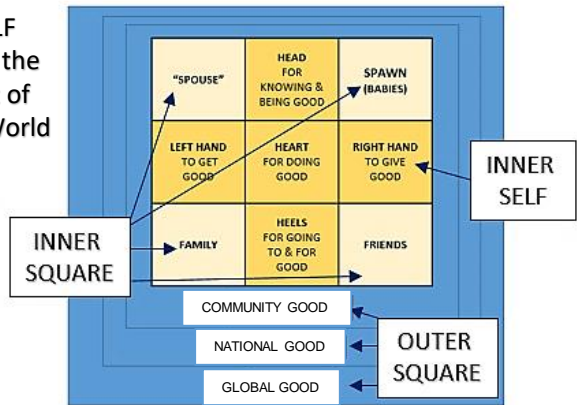 LF
the
of
World
"SPOUSE"
HEAD
FOR
KNOWING &
BEING GOOD
SPAWN
(BABIES)
LEFT HAND
TO GET
GOOD
HEART
FOR DOING
GOOD
RIGHT HAND
TO GIVE
GOOD
FAMILY
HEELS
FOR GOING
TO & FOR
GOOD
FRIENDS
INNER
SELF
INNER
SQUARE
COMMUNITY GOOD
NATIONAL GOOD
GLOBAL GOOD
OUTER
SQUARE